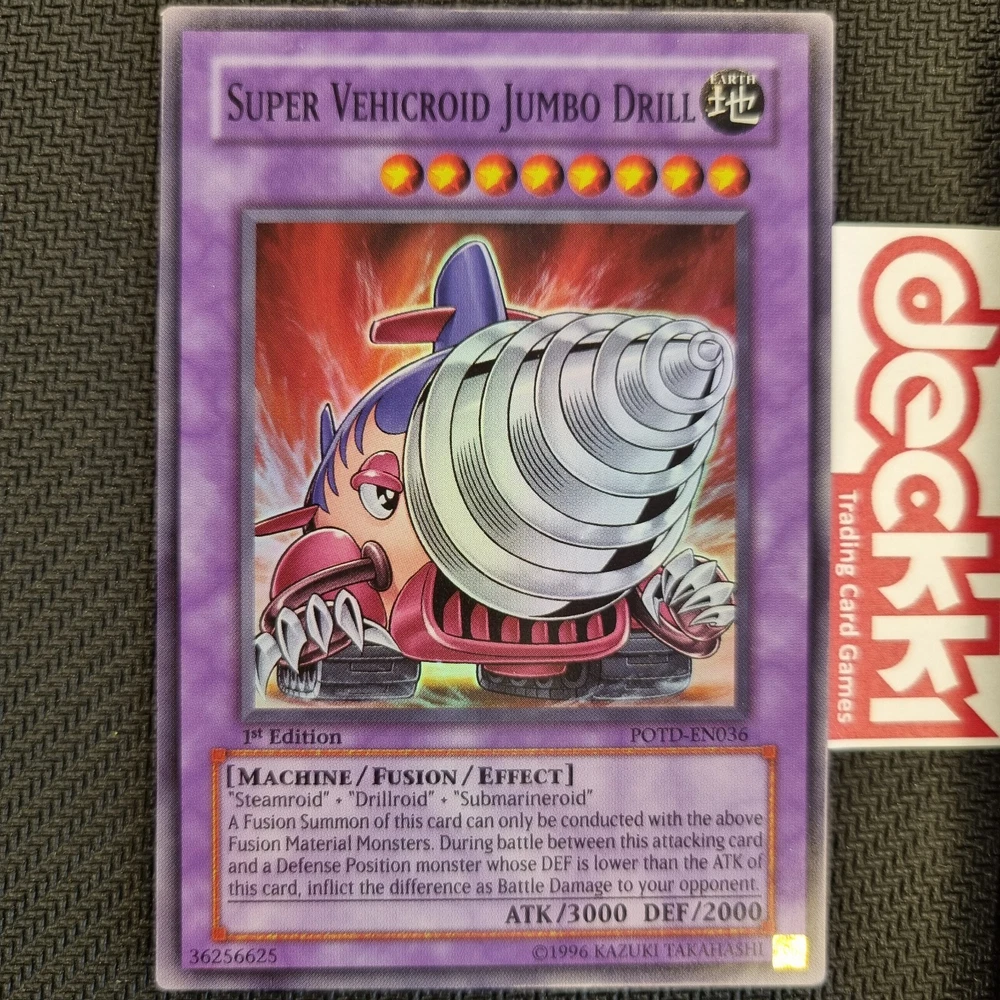 SUPER VEHICROID JUMBO DRILL
EARTH
地
1st Edition
POTD-EN036
[MACHINE/FUSION/EFFECT]
"Steamroid" + "Drillroid" + "Submarineroid"
A Fusion Summon of this card can only be conducted with the above
Fusion Material Monsters. During battle between this attacking card
and a Defense Position monster whose DEF is lower than the ATK of
this card, inflict the difference as Battle Damage to your opponent.
ATK/3000 DEF/2000
36256625
©1996 KAZUKI TAKAHASHI
deckki
Trading Card Games